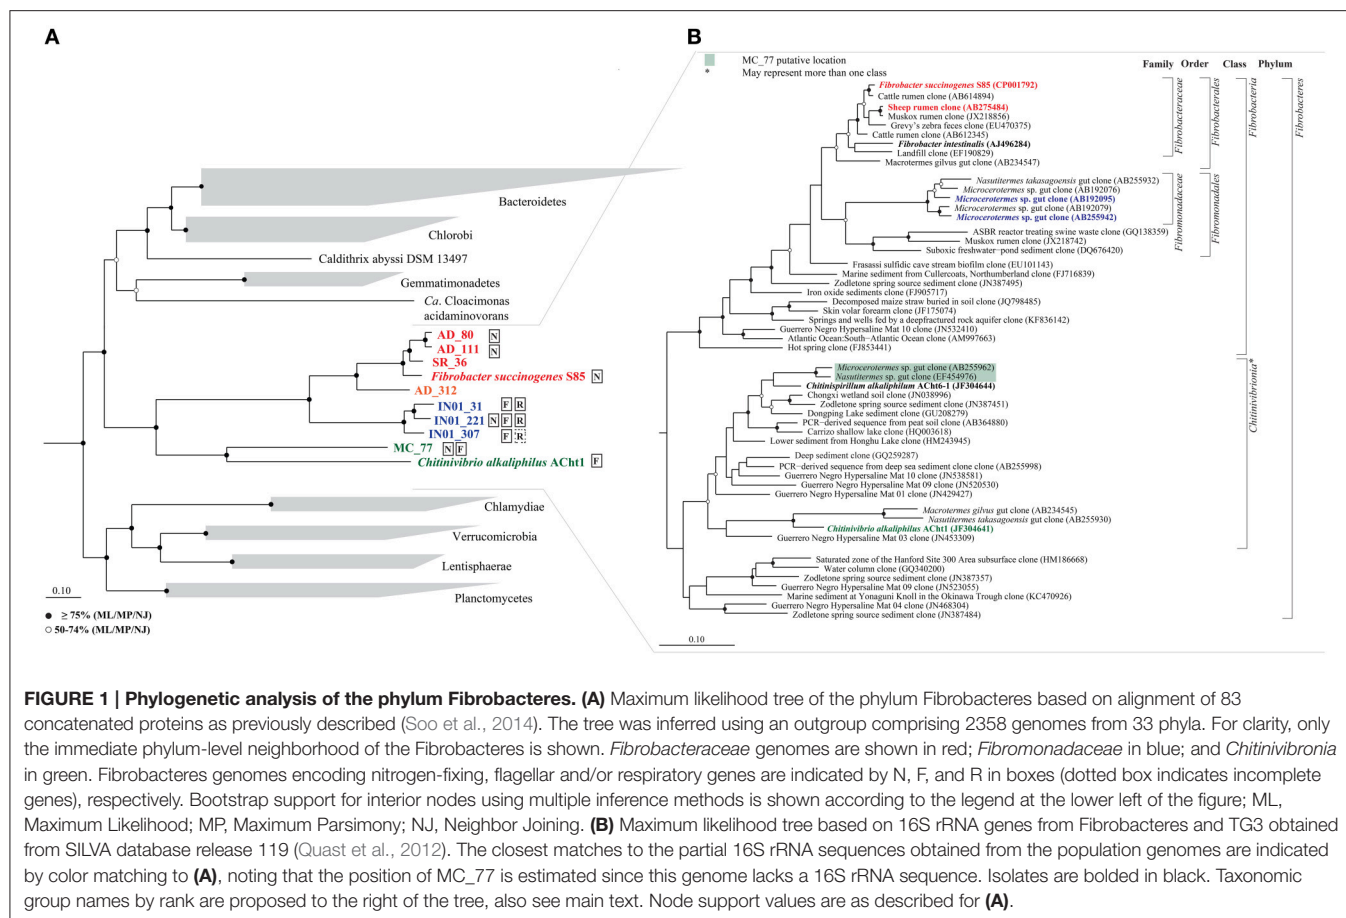 A
Bacteroidetes
Chlorobi
Caldithrix abyssi DSM 13497
Gemmatimonadetes
Ca. Cloacimonas
acidaminovorans
AD_80 N
AD_111 N
SR_36
Fibrobacter succinogenes S85 N
AD_312
IN01_31 F R
IN01_221 N F R
IN01_307 F R
MC_77 N F
Chitinivibrio alkaliphilus ACht1 F
Chlamydiae
Verrucomicrobia
Lentisphaerae
Planctomycetes
0.10
● ≥ 75% (ML/MP/NJ)
○ 50-74% (ML/MP/NJ)
B
MC_77 putative location
* May represent more than one class
Family Order Class Phylum
Fibrobacter succinogenes S85 (CP001792)
Cattle rumen clone (AB614894)
Sheep rumen clone (AB275484)
Muskox rumen clone (JX218856)
Grevy's zebra feces clone (EU470375)
Cattle rumen clone (AB612345)
Fibrobacter intestinalis (AJ496284)
Landfill clone (EF190829)
Macrotermes gilvus gut clone (AB234547)
Nasutitermes takasagoensis gut clone (AB255932)
Microcerotermes sp. gut clone (AB192076)
Microcerotermes sp. gut clone (AB192095)
Microcerotermes sp. gut clone (AB192079)
Microcerotermes sp. gut clone (AB255942)
ASBR reactor treating swine waste clone (GQ138359)
Muskox rumen clone (JX218742)
Suboxic freshwater-pond sediment clone (DQ676420)
Frasassi sulfidic cave stream biofilm clone (EU101143)
Marine sediment from Cullercoats, Northumberland clone (FJ716839)
Zodletone spring source sediment clone (JN387495)
Iron oxide sediments clone (FJ905717)
Decomposed maize straw buried in soil clone (JQ798485)
Skin volar forearm clone (JF175074)
Springs and wells fed by a deepfractured rock aquifer clone (KF836142)
Guerrero Negro Hypersaline Mat 10 clone (JN532410)
Atlantic Ocean:South-Atlantic Ocean clone (AM997663)
Hot spring clone (FJ853441)
Microcerotermes sp. gut clone (AB255962)
Nasutitermes sp. gut clone (EF454976)
Chitinispirillum alkaliphilum ACht6-1 (JF304644)
Chongxi wetland soil clone (JN038996)
Zodletone spring source sediment clone (JN387451)
Dongping Lake sediment clone (GU208279)
PCR-derived sequence from peat soil clone (AB364880)
Carrizo shallow lake clone (HQ003618)
Lower sediment from Honghu Lake clone (HM243945)
Deep sediment clone (GQ259287)
PCR-derived sequence from deep sea sediment clone clone (AB255998)
Guerrero Negro Hypersaline Mat 10 clone (JN538581)
Guerrero Negro Hypersaline Mat 09 clone (JN520530)
Guerrero Negro Hypersaline Mat 01 clone (JN429427)
Macrotermes gilvus gut clone (AB234545)
Nasutitermes takasagoensis gut clone (AB255930)
Chitinivibrio alkaliphilus ACht1 (JF304641)
Guerrero Negro Hypersaline Mat 03 clone (JN453309)
Saturated zone of the Hanford Site 300 Area subsurface clone (HM186668)
Water column clone (GQ340200)
Zodletone spring source sediment clone (JN387357)
Guerrero Negro Hypersaline Mat 09 clone (JN523055)
Marine sediment at Yonaguni Knoll in the Okinawa Trough clone (KC470926)
Guerrero Negro Hypersaline Mat 04 clone (JN468304)
Zodletone spring source sediment clone (JN387484)
Fibrobacteraceae
Fibrobacterales
Fibrobacteria
Fibrobacteres
Fibromonadaceae
Fibromonadales
Chitinivibrionia*
0.10
FIGURE 1 | Phylogenetic analysis of the phylum Fibrobacteres. (A) Maximum likelihood tree of the phylum Fibrobacteres based on alignment of 83
concatenated proteins as previously described (Soo et al., 2014). The tree was inferred using an outgroup comprising 2358 genomes from 33 phyla. For clarity, only
the immediate phylum-level neighborhood of the Fibrobacteres is shown. Fibrobacteraceae genomes are shown in red; Fibromonadaceae in blue; and Chitinivibronia
in green. Fibrobacteres genomes encoding nitrogen-fixing, flagellar and/or respiratory genes are indicated by N, F, and R in boxes (dotted box indicates incomplete
genes), respectively. Bootstrap support for interior nodes using multiple inference methods is shown according to the legend at the lower left of the figure; ML,
Maximum Likelihood; MP, Maximum Parsimony; NJ, Neighbor Joining. (B) Maximum likelihood tree based on 16S rRNA genes from Fibrobacteres and TG3 obtained
from SILVA database release 119 (Quast et al., 2012). The closest matches to the partial 16S rRNA sequences obtained from the population genomes are indicated
by color matching to (A), noting that the position of MC_77 is estimated since this genome lacks a 16S rRNA sequence. Isolates are bolded in black. Taxonomic
group names by rank are proposed to the right of the tree, also see main text. Node support values are as described for (A).